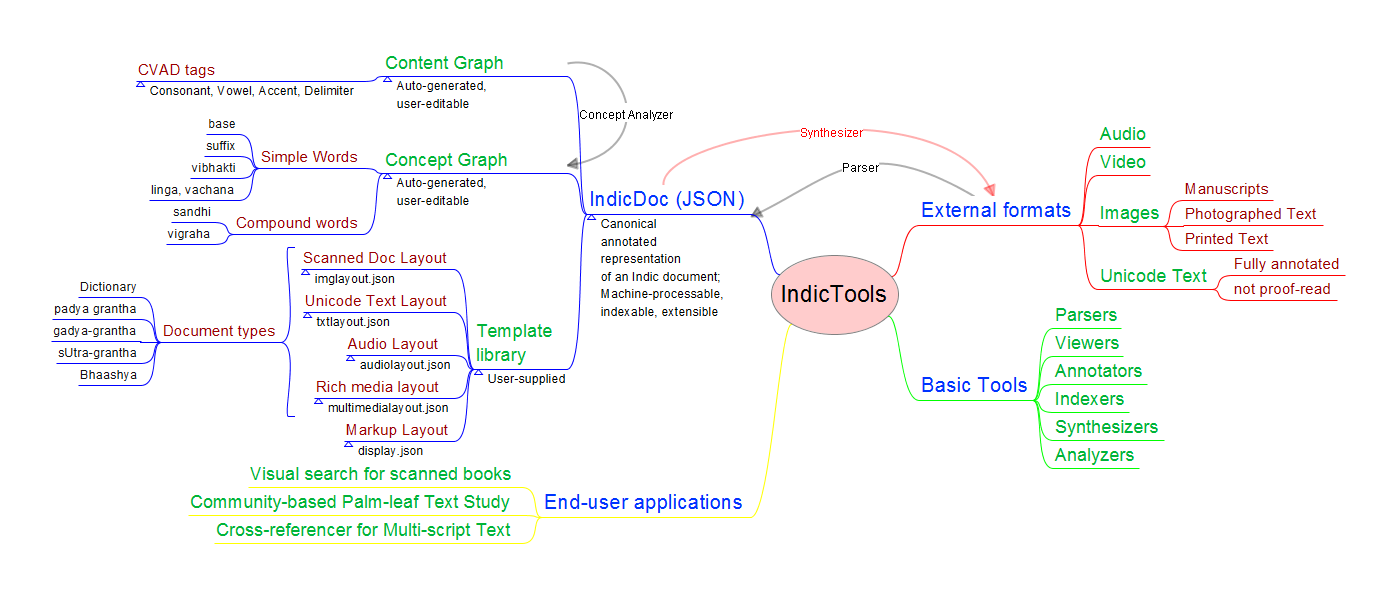 Content Graph
Auto-generated,
user-editable
CVAD tags
Consonant, Vowel, Accent, Delimiter
Concept Analyzer
Concept Graph
Auto-generated,
user-editable
Simple Words
base
suffix
vibhakti
linga, vachana
Compound words
sandhi
vigraha
IndicDoc (JSON)
Canonical
annotated
representation
of an Indic document;
Machine-processable,
indexable, extensible
Template
library
User-supplied
Scanned Doc Layout
imglayout.json
Unicode Text Layout
txtlayout.json
Audio Layout
audiolayout.json
Rich media layout
multimedialayout.json
Markup Layout
display.json
Document types
Dictionary
padya grantha
gadya-grantha
sUtra-grantha
Bhaashya
End-user applications
Visual search for scanned books
Community-based Palm-leaf Text Study
Cross-referencer for Multi-script Text
IndicTools
Synthesizer
Parser
External formats
Audio
Video
Images
Manuscripts
Photographed Text
Printed Text
Unicode Text
Fully annotated
not proof-read
Basic Tools
Parsers
Viewers
Annotators
Indexers
Synthesizers
Analyzers